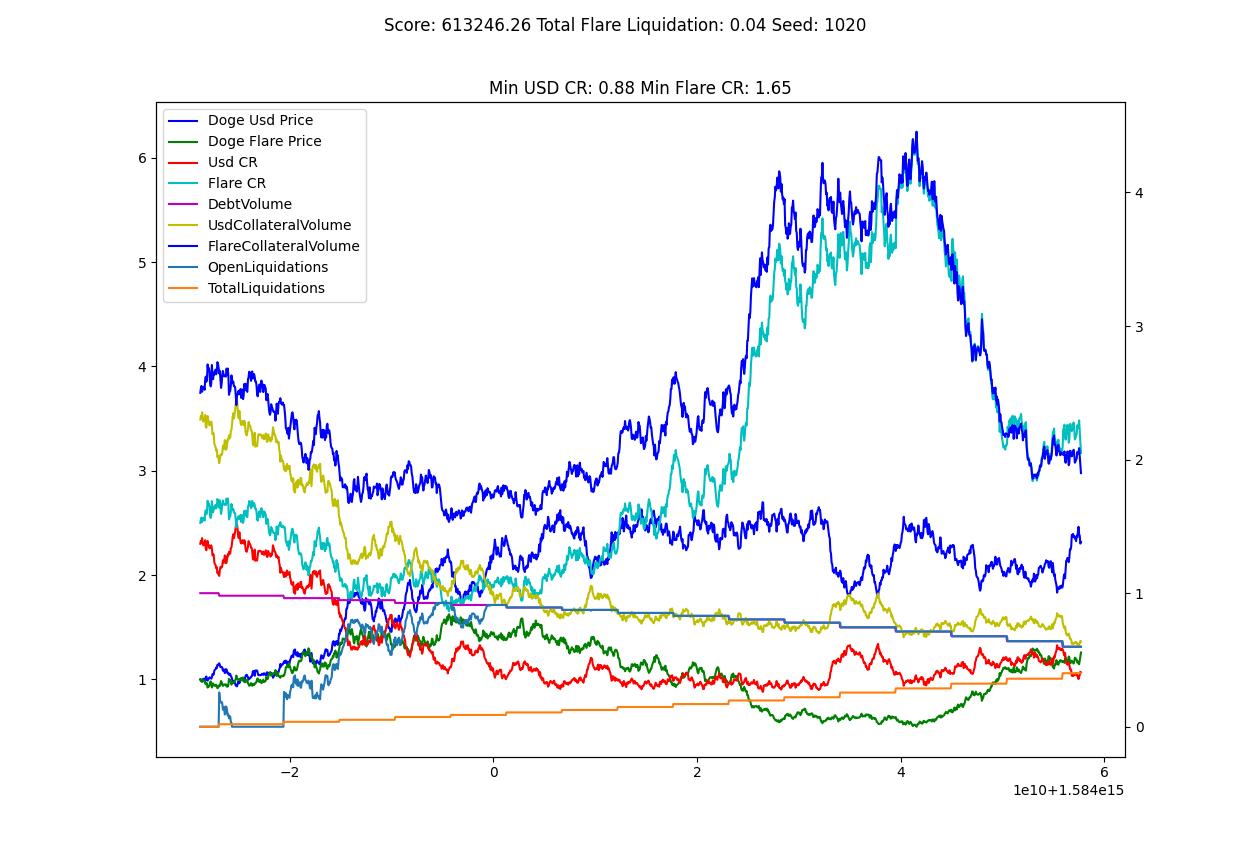 Score: 613246.26 Total Flare Liquidation: 0.04 Seed: 1020
Min USD CR: 0.88 Min Flare CR: 1.65
Doge Usd Price
Doge Flare Price
Usd CR
Flare CR
DebtVolume
UsdCollateralVolume
FlareCollateralVolume
OpenLiquidations
TotalLiquidations
6
5
4
3
2
1
4
3
2
1
0
−2
0
2
4
6
1e10+1.584e15